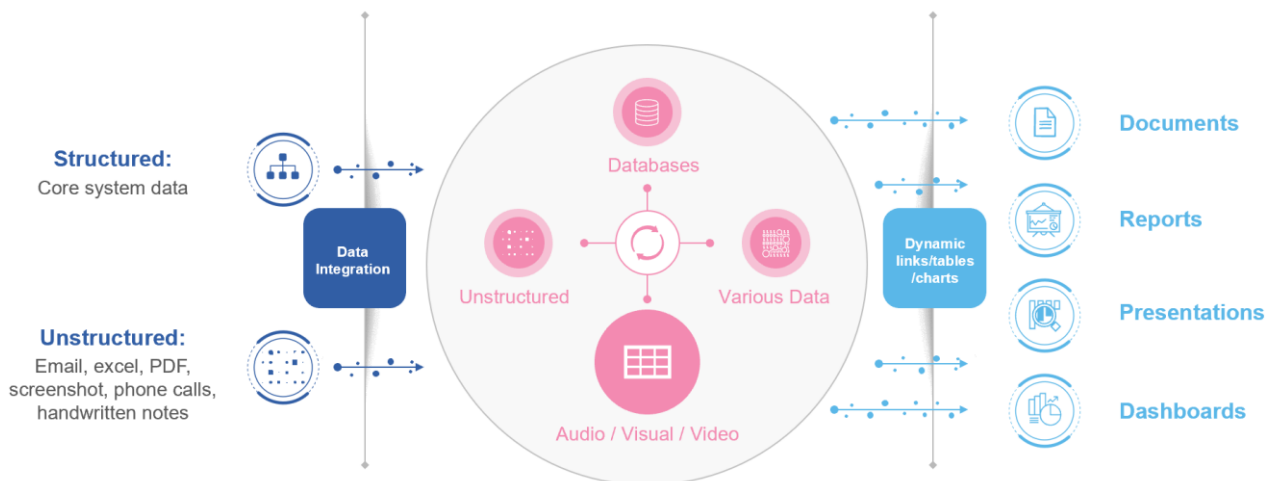 Structured:
Core system data
Unstructured:
Email, excel, PDF,
screenshot, phone calls,
handwritten notes
Data
Integration
Databases
Unstructured
Various Data
Audio / Visual / Video
Dynamic
links/tables
/charts
Documents
Reports
Presentations
Dashboards